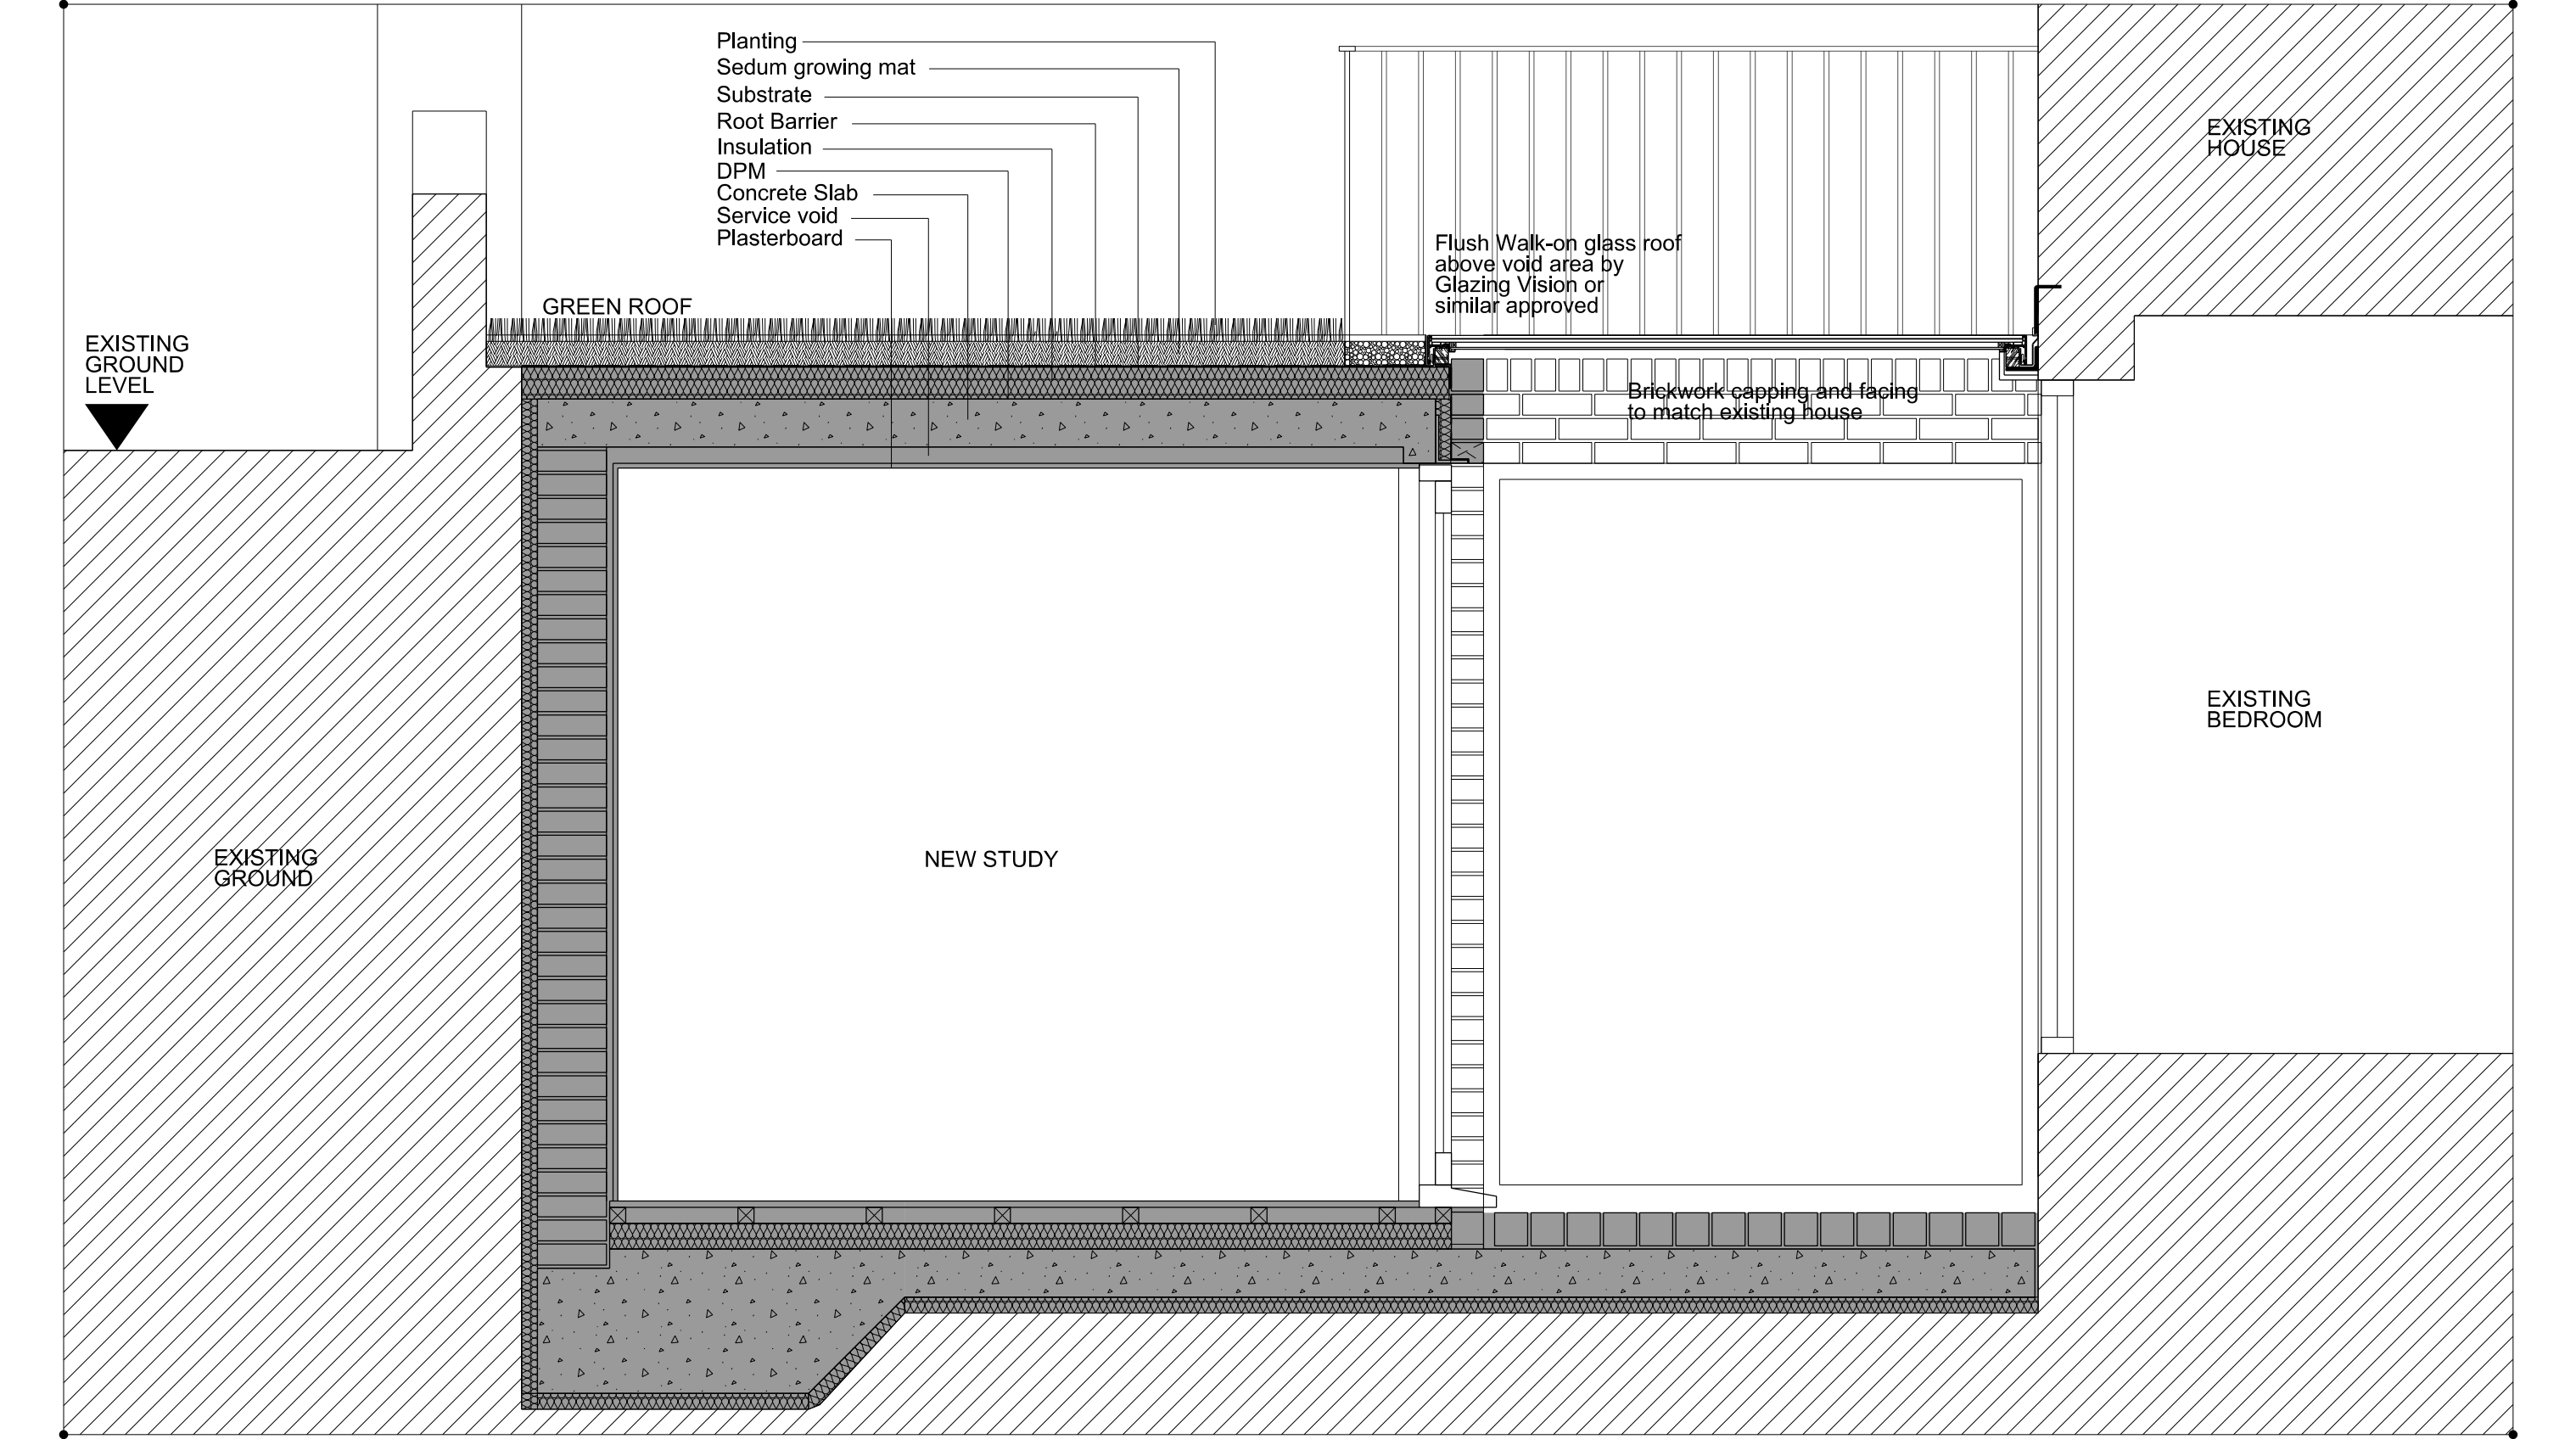 Planting
Sedum growing mat
Substrate
Root Barrier
Insulation
DPM
Concrete Slab
Service void
Plasterboard
EXISTING
HOUSE
Flush Walk-on glass roof
above void area by
Glazing Vision or
similar approved
GREEN ROOF
EXISTING
GROUND
LEVEL
Brickwork capping and facing
to match existing house
EXISTING
BEDROOM
EXISTING
GROUND
NEW STUDY